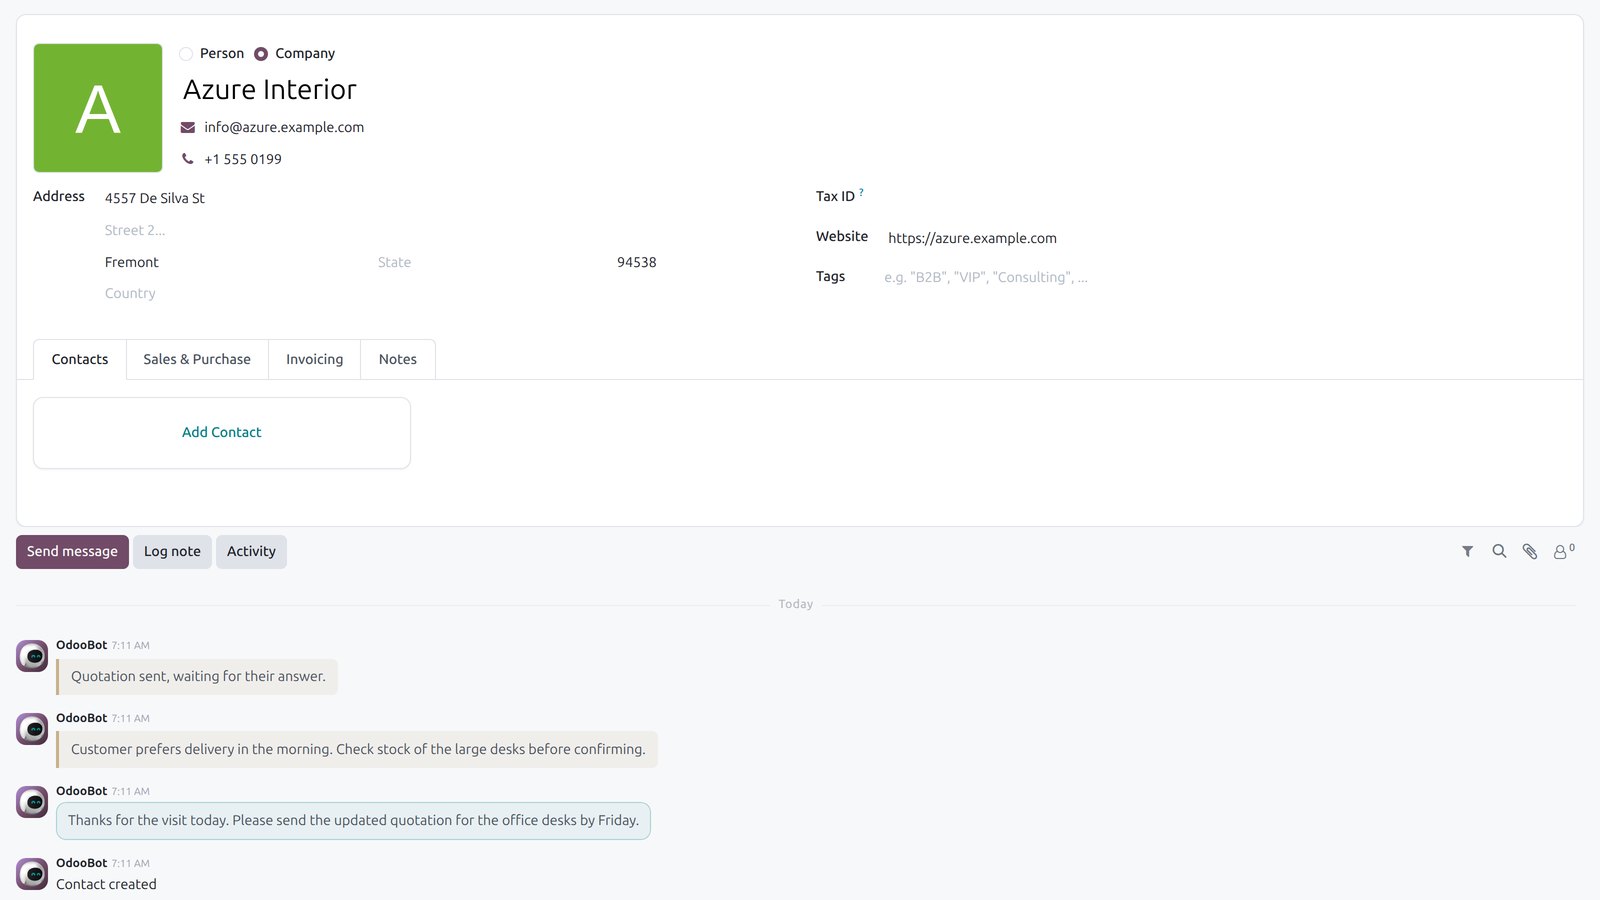 A
Person Company
Azure Interior
info@azure.example.com
+1 555 0199
Address 4557 De Silva St
Street 2...
Fremont State 94538
Country
Tax ID ?
Website https://azure.example.com
Tags e.g. "B2B", "VIP", "Consulting", ...
Contacts Sales & Purchase Invoicing Notes
Add Contact
Send message Log note Activity 0
Today
OdooBot 7:11 AM
Quotation sent, waiting for their answer.
OdooBot 7:11 AM
Customer prefers delivery in the morning. Check stock of the large desks before confirming.
OdooBot 7:11 AM
Thanks for the visit today. Please send the updated quotation for the office desks by Friday.
OdooBot 7:11 AM
Contact created